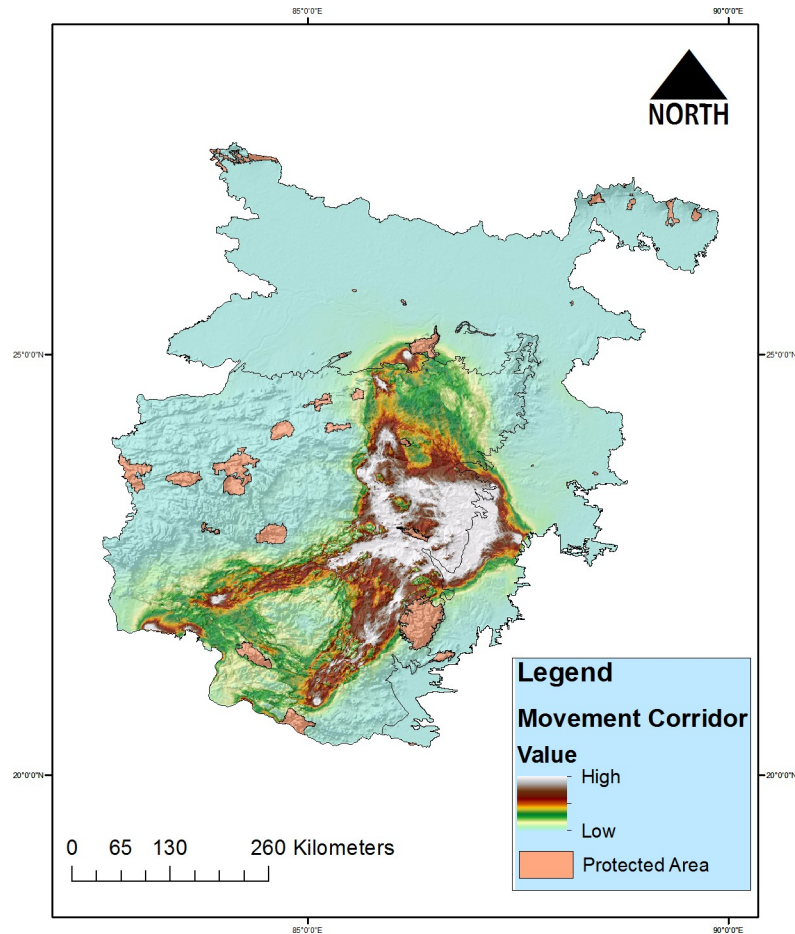 85°0'0"E 90°0'0"E
NORTH
25°0'0"N 25°0'0"N
Legend
Movement Corridor
Value
High
Low
Protected Area
20°0'0"N 20°0'0"N
0 65 130 260 Kilometers
85°0'0"E 90°0'0"E